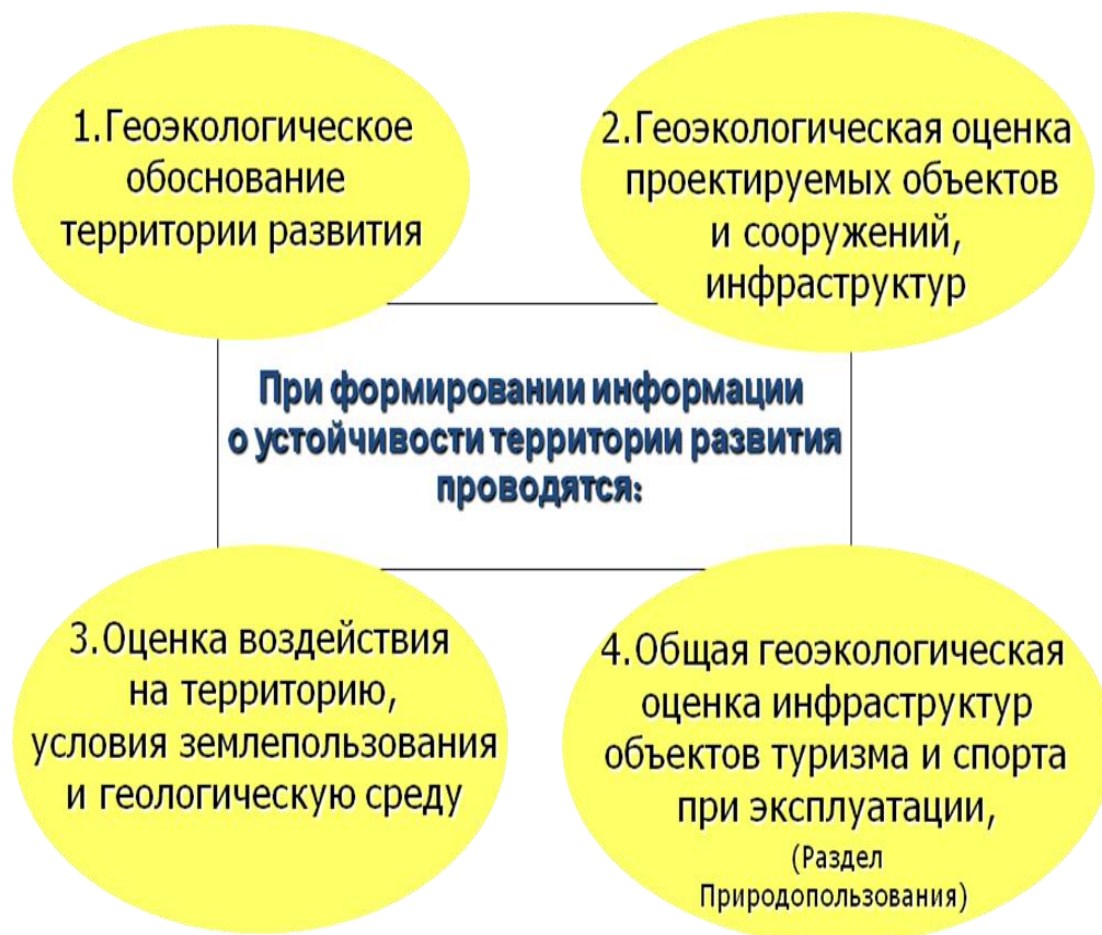 1.Геоэкологическое
обоснование
территории развития
2.Геоэкологическая оценка
проектируемых объектов
и сооружений,
инфраструктур
При формировании информации
о устойчивости территории развития
проводятся:
3.Оценка воздействия
на территорию,
условия землепользования
и геологическую среду
4.Общая геоэкологическая
оценка инфраструктур
объектов туризма и спорта
при эксплуатации,
(Раздел
Природопользования)